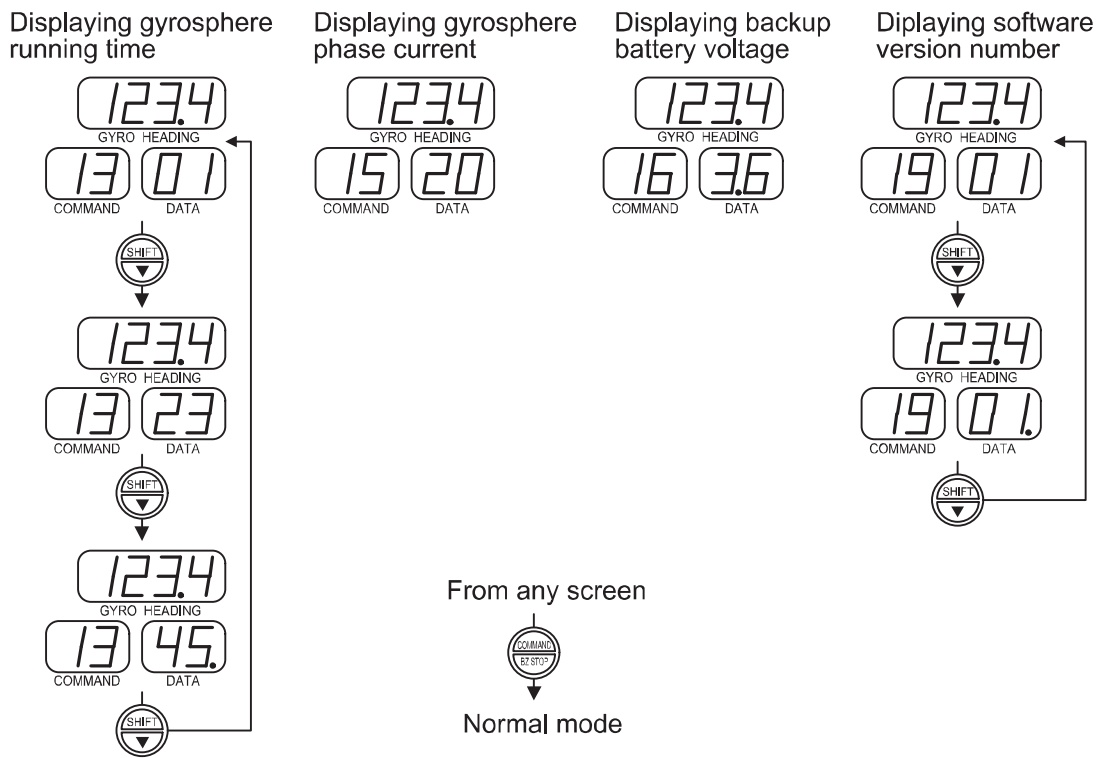 Displaying gyrosphere
running time
123.4
GYRO HEADING
13 01
COMMAND DATA
SHIFT
123.4
GYRO HEADING
13 23
COMMAND DATA
SHIFT
123.4
GYRO HEADING
13 45.
COMMAND DATA
SHIFT
Displaying gyrosphere
phase current
123.4
GYRO HEADING
15 20
COMMAND DATA
Displaying backup
battery voltage
123.4
GYRO HEADING
16 3.6
COMMAND DATA
Diplaying software
version number
123.4
GYRO HEADING
19 01
COMMAND DATA
SHIFT
123.4
GYRO HEADING
19 01.
COMMAND DATA
SHIFT
From any screen
COMMAND
BZ STOP
Normal mode